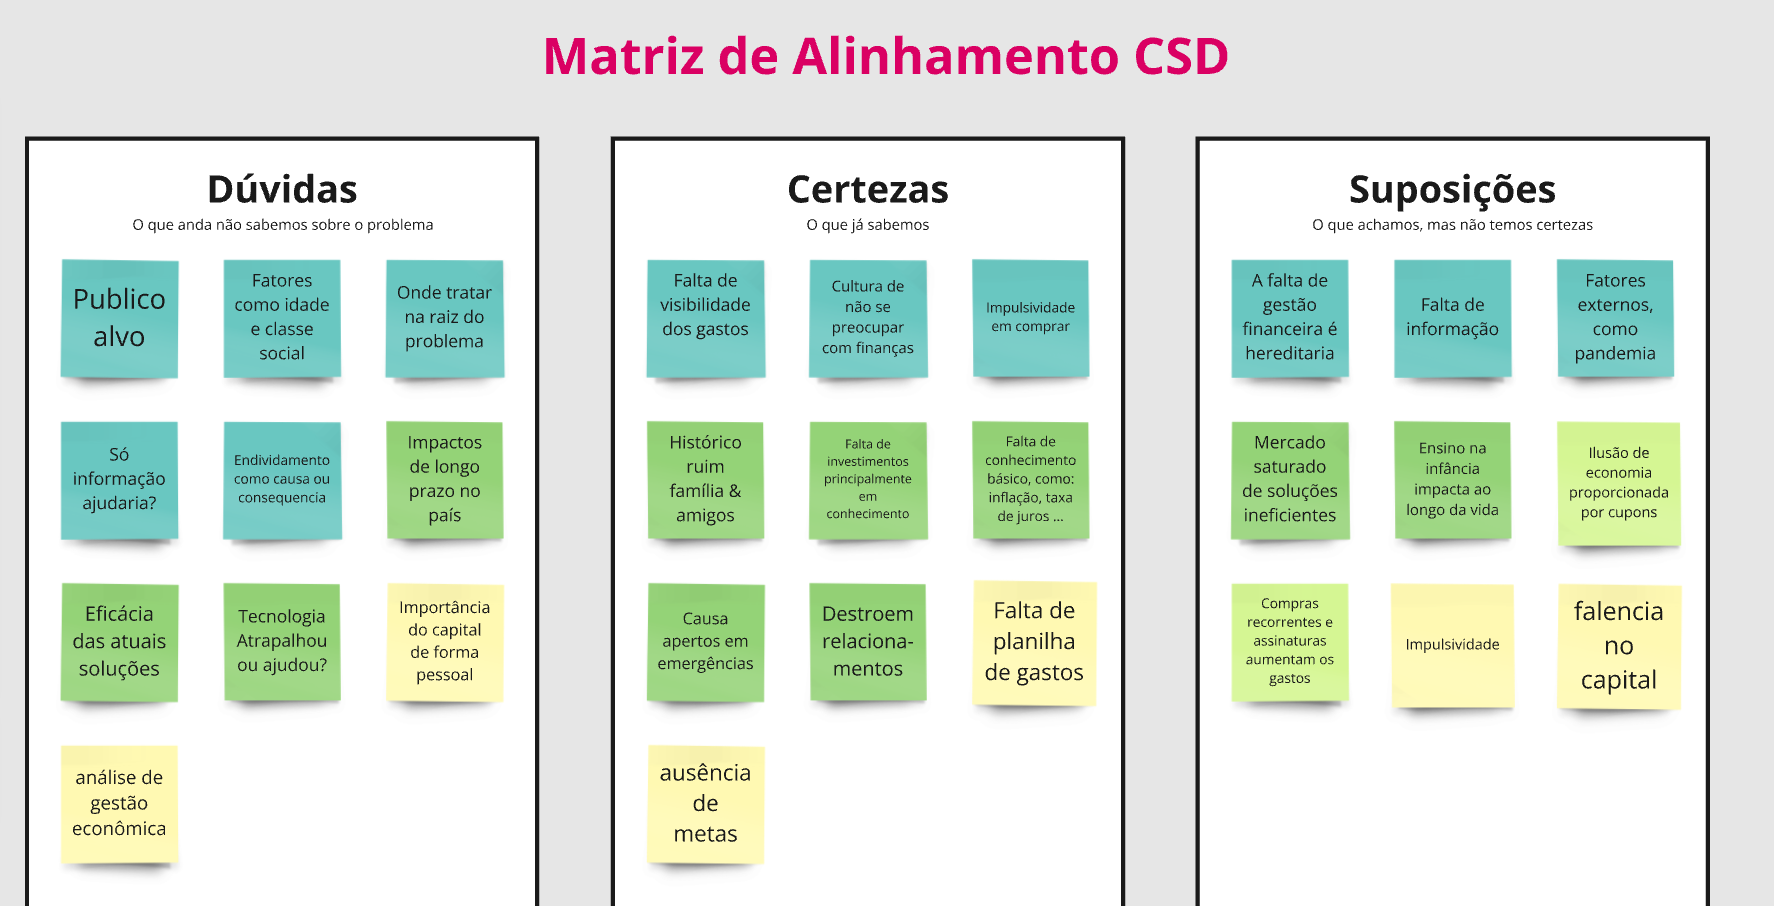 Matriz de Alinhamento CSD
Dúvidas
O que anda não sabemos sobre o problema
Publico
alvo
Fatores
como idade
e classe
social
Onde tratar
na raiz do
problema
Só
informação
ajudaria?
Endividamento
como causa ou
consequencia
Impactos
de longo
prazo no
país
Eficácia
das atuais
soluções
Tecnologia
Atrapalhou
ou ajudou?
Importância
do capital
de forma
pessoal
análise de
gestão
econômica
Certezas
O que já sabemos
Falta de
visibilidade
dos gastos
Cultura de
não se
preocupar
com finanças
Impulsividade
em comprar
Histórico
ruim
família &
amigos
Falta de
investimentos
principalmente
em
conhecimento
Falta de
conhecimento
básico, como:
inflação, taxa
de juros ...
Causa
apertos em
emergências
Destroem
relaciona-
mentos
Falta de
planilha
de gastos
ausência
de
metas
Suposições
O que achamos, mas não temos certezas
A falta de
gestão
financeira é
hereditaria
Falta de
informação
Fatores
externos,
como
pandemia
Mercado
saturado
de soluções
ineficientes
Ensino na
infância
impacta ao
longo da vida
Ilusão de
economia
proporcionada
por cupons
Compras
recorrentes e
assinaturas
aumentam os
gastos
Impulsividade
falencia
no
capital